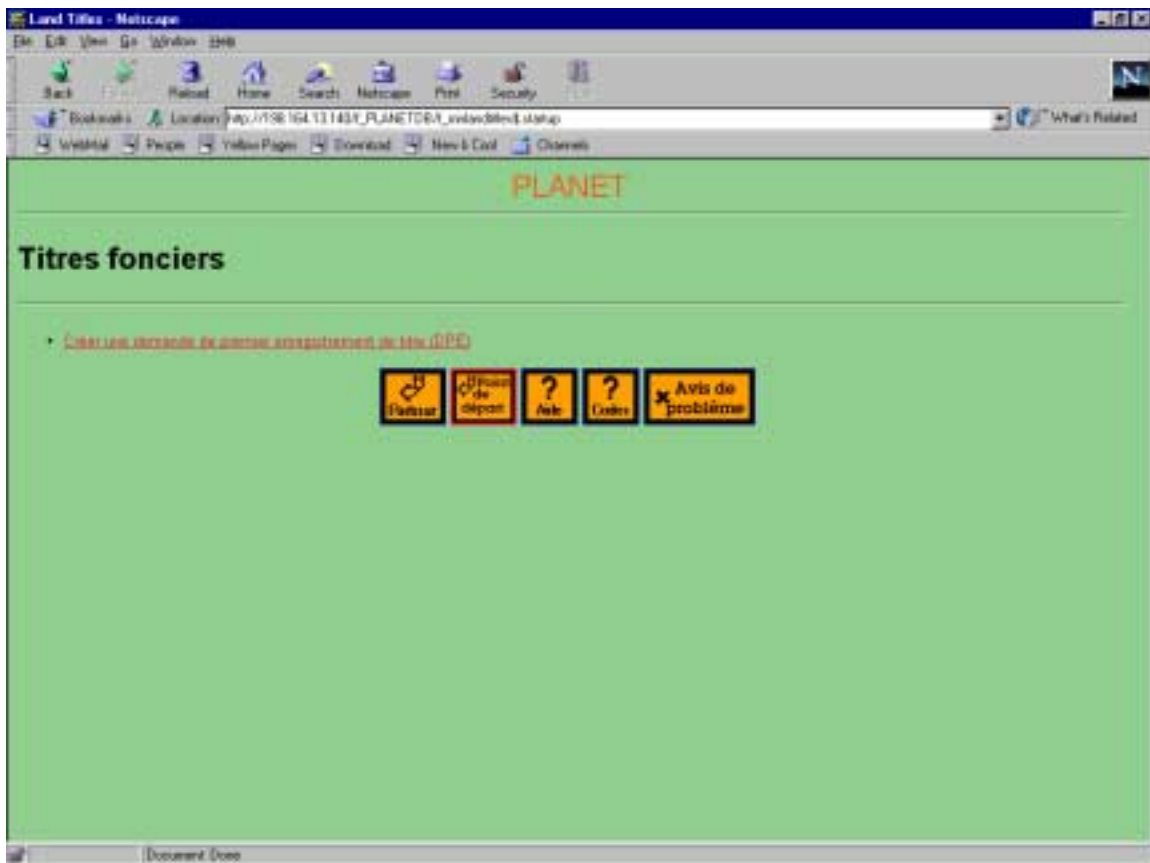 Land Titles - Netscape
File Edit View Go Window Help
Back Reload Home Search Netscape Print Security
Bookmarks Location: What's Related
WebMail People Yellow Pages Download New & Cool Channels
PLANET
Titres fonciers
Créer une demande de premier enregistrement de titre (DPE)
Point de départ
? Aide
? Codes
Avis de problème
Document: Done